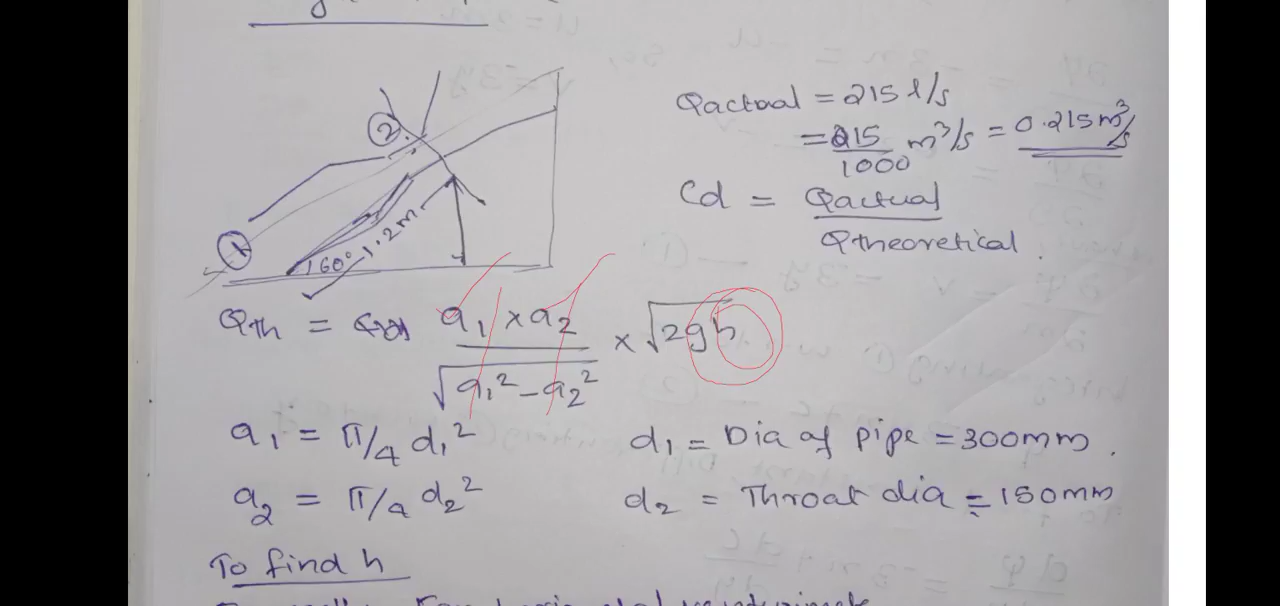 ②
①
60° 1.2m
Qactual = 215 l/s
= 215/1000 m³/s = 0.215 m³/s
Cd = Qactual / Qtheoretical.
Qth = a₁ × a₂ / √a₁² - a₂² × √2gh
a₁ = π/4 d₁² d₁ = Dia of pipe = 300mm.
a₂ = π/4 d₂² d₂ = Throat dia = 150mm
To find h